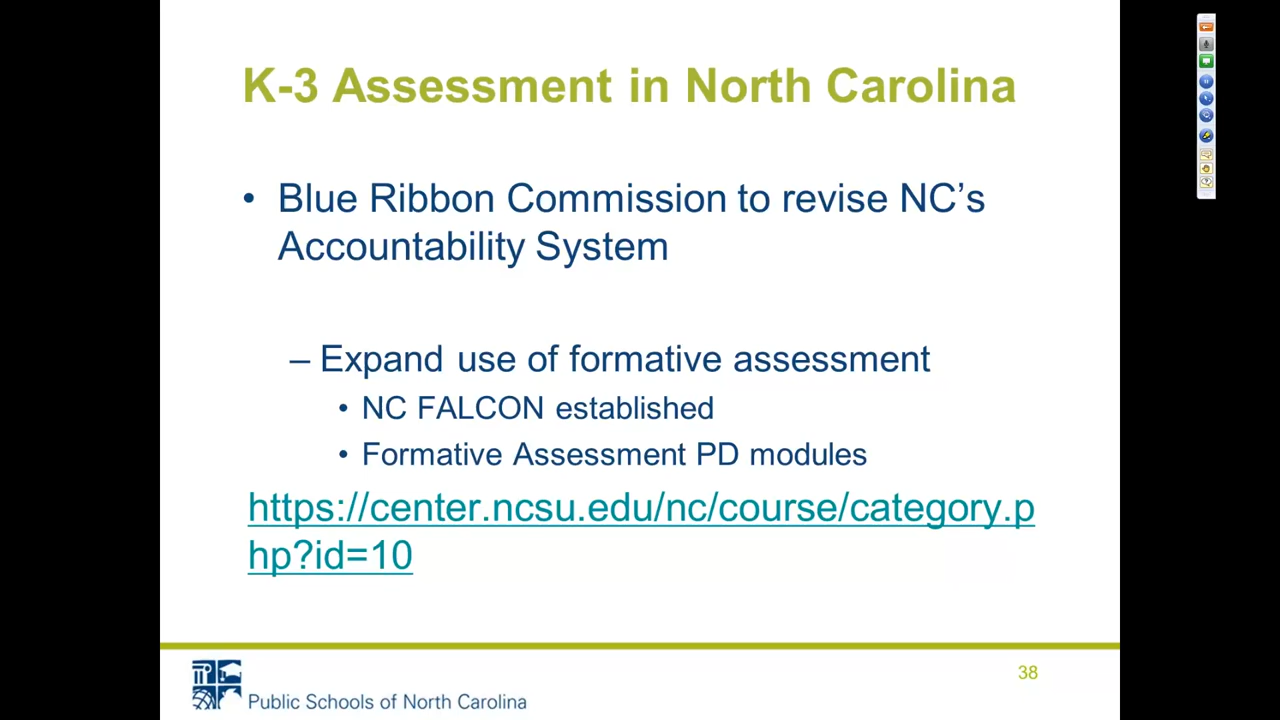 K-3 Assessment in North Carolina
• Blue Ribbon Commission to revise NC’s
Accountability System
– Expand use of formative assessment
• NC FALCON established
• Formative Assessment PD modules
https://center.ncsu.edu/nc/course/category.p
hp?id=10
38
Public Schools of North Carolina